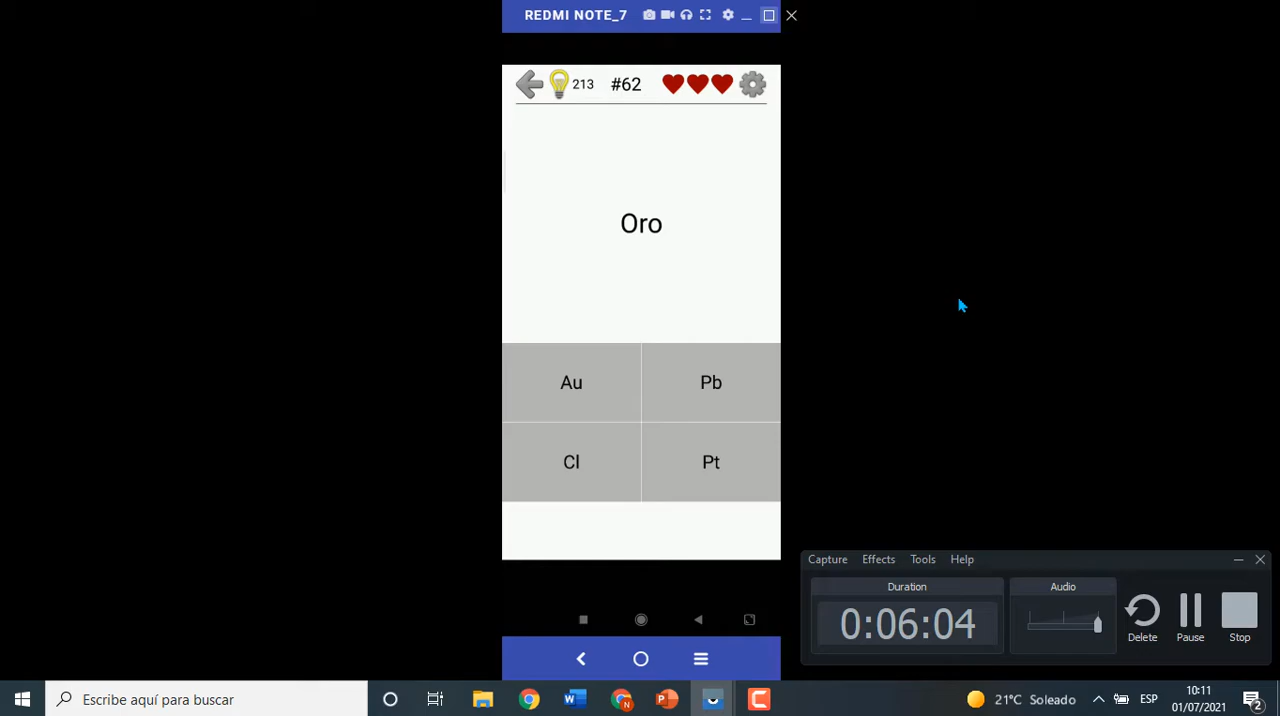 REDMI NOTE_7
213
#62
Oro
Au
Pb
Cl
Pt
Capture
Effects
Tools
Help
Duration
Audio
0:06:04
Delete
Pause
Stop
Escribe aquí para buscar
21°C Soleado
ESP
10:11
01/07/2021
2